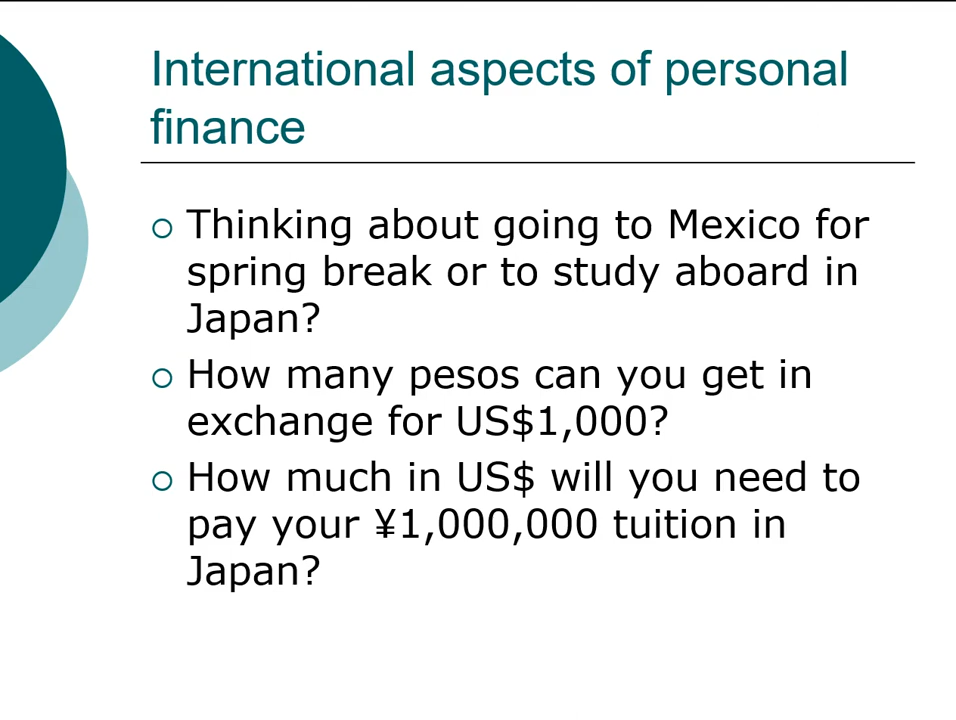 International aspects of personal
finance
Thinking about going to Mexico for
spring break or to study aboard in
Japan?
How many pesos can you get in
exchange for US$1,000?
How much in US$ will you need to
pay your ¥1,000,000 tuition in
Japan?